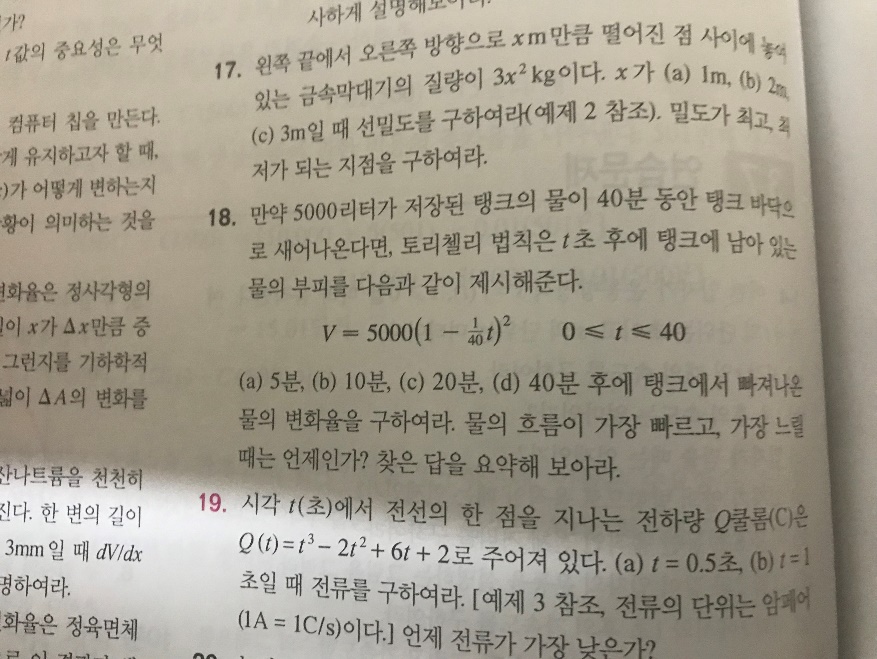 가?
t값의 중요성은 무엇
컴퓨터 칩을 만든다.
게 유지하고자 할 때,
)가 어떻게 변하는지
황이 의미하는 것을
변화율은 정사각형의
길이 x가 Δx만큼 증
그런지를 기하학적
넓이 ΔA의 변화를
산나트륨을 천천히
진다. 한 변의 길이
3mm일 때 dV/dx
명하여라.
화율은 정육면체
사하게 설명해보아라.
17. 왼쪽 끝에서 오른쪽 방향으로 x m만큼 떨어진 점 사이에 놓여
있는 금속막대기의 질량이 3x² kg이다. x가 (a) 1m, (b) 2m,
(c) 3m일 때 선밀도를 구하여라(예제 2 참조). 밀도가 최고, 최
저가 되는 지점을 구하여라.
18. 만약 5000리터가 저장된 탱크의 물이 40분 동안 탱크 바닥으
로 새어나온다면, 토리첼리 법칙은 t초 후에 탱크에 남아 있는
물의 부피를 다음과 같이 제시해준다.
V = 5000(1 − 1/40 t)² 0 ≤ t ≤ 40
(a) 5분, (b) 10분, (c) 20분, (d) 40분 후에 탱크에서 빠져나온
물의 변화율을 구하여라. 물의 흐름이 가장 빠르고, 가장 느릴
때는 언제인가? 찾은 답을 요약해 보아라.
19. 시각 t(초)에서 전선의 한 점을 지나는 전하량 Q쿨롬(C)은
Q(t)=t³−2t²+6t+2로 주어져 있다. (a) t = 0.5초, (b) t=1
초일 때 전류를 구하여라. [예제 3 참조, 전류의 단위는 암페어
(1A = 1C/s)이다.] 언제 전류가 가장 낮은가?